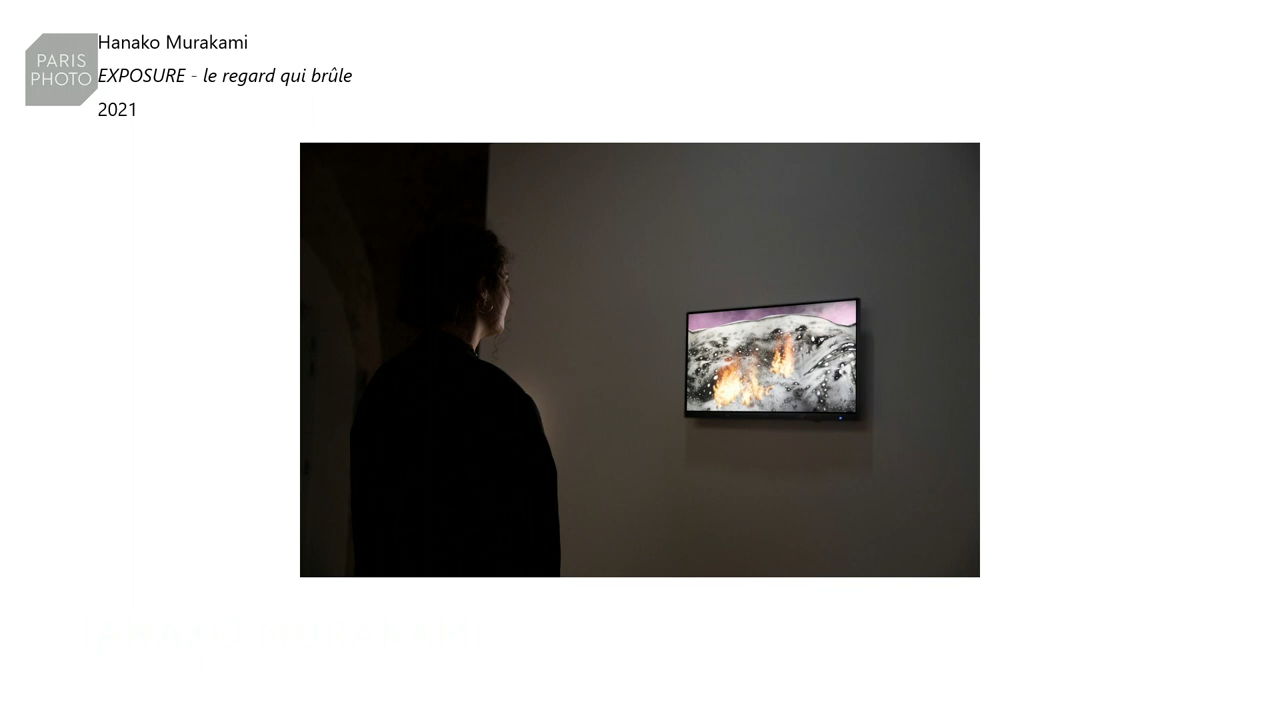 PARIS
PHOTO
Hanako Murakami
EXPOSURE - le regard qui brûle
2021